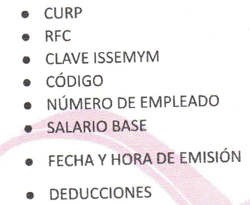 ● CURP
● RFC
● CLAVE ISSEMYM
● CÓDIGO
● NÚMERO DE EMPLEADO
● SALARIO BASE
● FECHA Y HORA DE EMISIÓN
● DEDUCCIONES